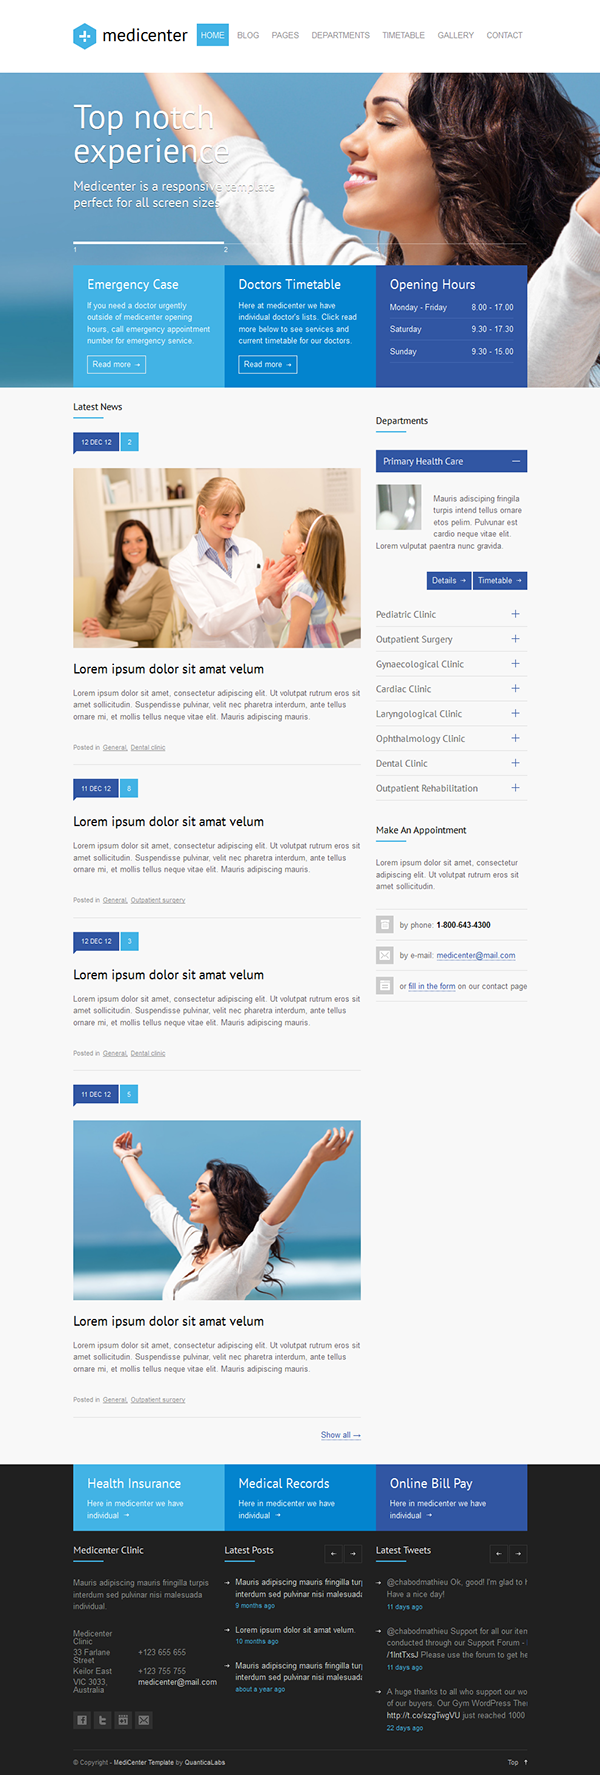 medicenter
HOME BLOG PAGES DEPARTMENTS TIMETABLE GALLERY CONTACT
Top notch
experience
Medicenter is a responsive template
perfect for all screen sizes
1 2
Emergency Case
If you need a doctor urgently
outside of medicenter opening
hours, call emergency appointment
number for emergency service.
Read more →
Doctors Timetable
Here at medicenter we have
individual doctor's lists. Click read
more below to see services and
current timetable for our doctors.
Read more →
Opening Hours
Monday - Friday 8.00 - 17.00
Saturday 9.30 - 17.30
Sunday 9.30 - 15.00
Latest News
12 DEC 12 2
Lorem ipsum dolor sit amat velum
Lorem ipsum dolor sit amet, consectetur adipiscing elit. Ut volutpat rutrum eros sit
amet sollicitudin. Suspendisse pulvinar, velit nec pharetra interdum, ante tellus
ornare mi, et mollis tellus neque vitae elit. Mauris adipiscing mauris.
Posted in General, Dental clinic
11 DEC 12 8
Lorem ipsum dolor sit amat velum
Lorem ipsum dolor sit amet, consectetur adipiscing elit. Ut volutpat rutrum eros sit
amet sollicitudin. Suspendisse pulvinar, velit nec pharetra interdum, ante tellus
ornare mi, et mollis tellus neque vitae elit. Mauris adipiscing mauris.
Posted in General, Outpatient surgery
12 DEC 12 3
Lorem ipsum dolor sit amat velum
Lorem ipsum dolor sit amet, consectetur adipiscing elit. Ut volutpat rutrum eros sit
amet sollicitudin. Suspendisse pulvinar, velit nec pharetra interdum, ante tellus
ornare mi, et mollis tellus neque vitae elit. Mauris adipiscing mauris.
Posted in General, Dental clinic
11 DEC 12 5
Lorem ipsum dolor sit amat velum
Lorem ipsum dolor sit amet, consectetur adipiscing elit. Ut volutpat rutrum eros sit
amet sollicitudin. Suspendisse pulvinar, velit nec pharetra interdum, ante tellus
ornare mi, et mollis tellus neque vitae elit. Mauris adipiscing mauris.
Posted in General, Outpatient surgery
Show all →
Departments
Primary Health Care
Mauris adisciping fringila
turpis intend tellus ornare
etos pelim. Pulvunar est
cardio neque vitae elit.
Lorem vulputat paentra nunc gravida.
Details → Timetable →
Pediatric Clinic
Outpatient Surgery
Gynaecological Clinic
Cardiac Clinic
Laryngological Clinic
Ophthalmology Clinic
Dental Clinic
Outpatient Rehabilitation
Make An Appointment
Lorem ipsum dolor sit amet, consectetur
adipiscing elit. Ut volutpat rutrum eros sit
amet sollicitudin.
by phone: 1-800-643-4300
by e-mail: medicenter@mail.com
or fill in the form on our contact page
Health Insurance
Here in medicenter we have
individual →
Medical Records
Here in medicenter we have
individual →
Online Bill Pay
Here in medicenter we have
individual →
Medicenter Clinic
Mauris adipiscing mauris fringilla turpis
interdum sed pulvinar nisi malesuada
individual.
Medicenter
Clinic
33 Farlane
Street +123 655 655
Keilor East +123 755 755
VIC 3033,
Australia medicenter@mail.com
Latest Posts
Mauris adipiscing mauris fringilla tur
interdum sed pulvinar nisi malesuada
9 months ago
Lorem ipsum dolor sit amat velum.
10 months ago
Mauris adipiscing mauris fringilla tur
interdum sed pulvinar nisi malesuada
about a year ago
Latest Tweets
@chabodmathieu Ok, good! I'm glad to h
Have a nice day!
11 days ago
@chabodmathieu Support for all our item
conducted through our Support Forum -
/1IntTxsJ Please use the forum to get he
11 days ago
A huge thanks to all who support our wo
of our buyers. Our Gym WordPress The
http://t.co/szgTwgVU just reached 1000
22 days ago
© Copyright - MediCenter Template by QuanticaLabs
Top ↑